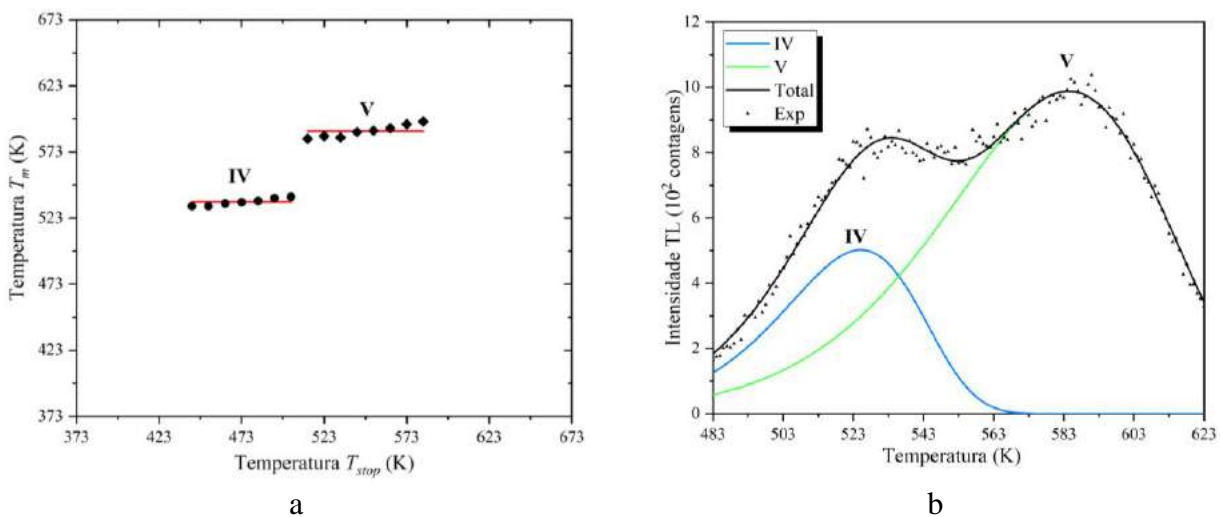 673
623
573
523
473
423
373
373
423
473
523
573
623
673
Temperatura T_m (K)
Temperatura T_stop (K)
IV
V
a
12
10
8
6
4
2
0
483
503
523
543
563
583
603
623
Intensidade TL (10² contagens)
Temperatura (K)
IV
V
Total
Exp
IV
V
b